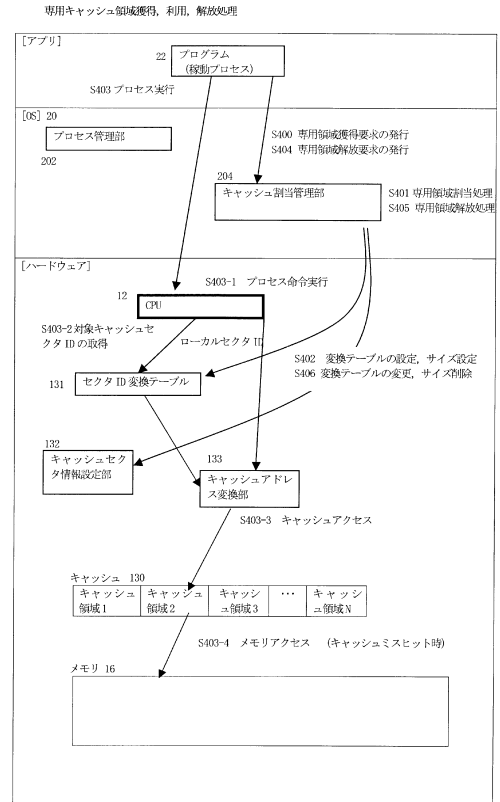 専用キャッシュ領域獲得，利用，解放処理
[アプリ]
22
プログラム
(稼動プロセス)
S403 プロセス実行
[OS] 20
プロセス管理部
202
S400 専用領域獲得要求の発行
S404 専用領域解放要求の発行
204
キャッシュ割当管理部
S401 専用領域割当処理
S405 専用領域解放処理
[ハードウェア]
S403-1 プロセス命令実行
12
CPU
S403-2 対象キャッシュセ
クタ ID の取得
ローカルセクタ ID
S402 変換テーブルの設定，サイズ設定
S406 変換テーブルの変更，サイズ削除
131
セクタ ID 変換テーブル
132
キャッシュセク
タ情報設定部
133
キャッシュアドレ
ス変換部
S403-3 キャッシュアクセス
キャッシュ 130
キャッシュ
領域 1
キャッシュ
領域 2
キャッシ
ュ領域 3
…
キャッシ
ュ領域 N
S403-4 メモリアクセス （キャッシュミスヒット時）
メモリ 16